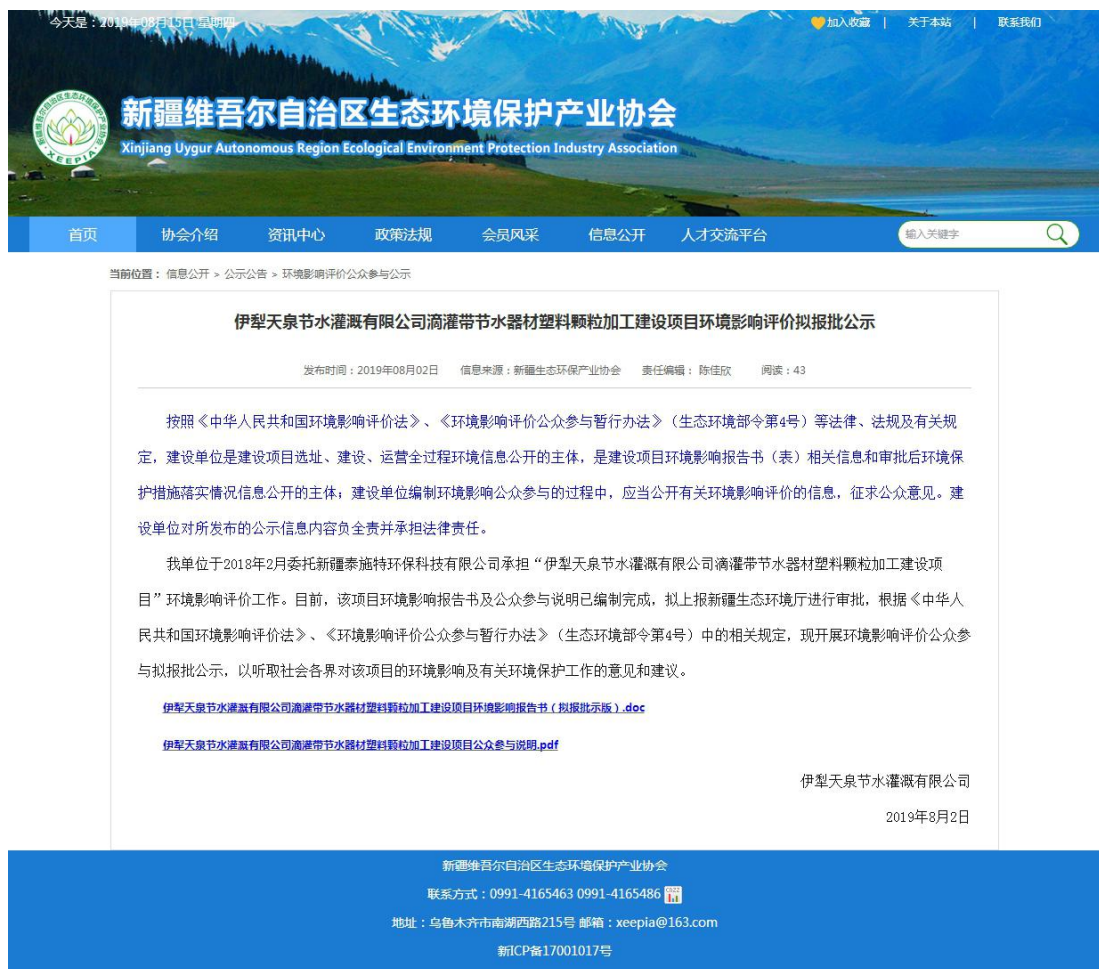 今天是：2019年08月15日 星期四
加入收藏 | 关于本站 | 联系我们
新疆维吾尔自治区生态环境保护产业协会
Xinjiang Uygur Autonomous Region Ecological Environment Protection Industry Association
XEEPIA
首页 协会介绍 资讯中心 政策法规 会员风采 信息公开 人才交流平台 输入关键字
当前位置：信息公开 > 公示公告 > 环境影响评价公众参与公示
伊犁天泉节水灌溉有限公司滴灌带节水器材塑料颗粒加工建设项目环境影响评价拟报批公示
发布时间：2019年08月02日 信息来源：新疆生态环保产业协会 责任编辑： 陈佳欣 阅读：43
按照《中华人民共和国环境影响评价法》、《环境影响评价公众参与暂行办法》（生态环境部令第4号）等法律、法规及有关规
定，建设单位是建设项目选址、建设、运营全过程环境信息公开的主体，是建设项目环境影响报告书（表）相关信息和审批后环境保
护措施落实情况信息公开的主体；建设单位编制环境影响公众参与的过程中，应当公开有关环境影响评价的信息，征求公众意见。建
设单位对所发布的公示信息内容负全责并承担法律责任。
我单位于2018年2月委托新疆泰施特环保科技有限公司承担“伊犁天泉节水灌溉有限公司滴灌带节水器材塑料颗粒加工建设项
目”环境影响评价工作。目前，该项目环境影响报告书及公众参与说明已编制完成，拟上报新疆生态环境厅进行审批，根据《中华人
民共和国环境影响评价法》、《环境影响评价公众参与暂行办法》（生态环境部令第4号）中的相关规定，现开展环境影响评价公众参
与拟报批公示，以听取社会各界对该项目的环境影响及有关环境保护工作的意见和建议。
伊犁天泉节水灌溉有限公司滴灌带节水器材塑料颗粒加工建设项目环境影响报告书（拟报批示版）.doc
伊犁天泉节水灌溉有限公司滴灌带节水器材塑料颗粒加工建设项目公众参与说明.pdf
伊犁天泉节水灌溉有限公司
2019年8月2日
新疆维吾尔自治区生态环境保护产业协会
联系方式：0991-4165463 0991-4165486
地址：乌鲁木齐市南湖西路215号 邮箱：xeepia@163.com
新ICP备17001017号